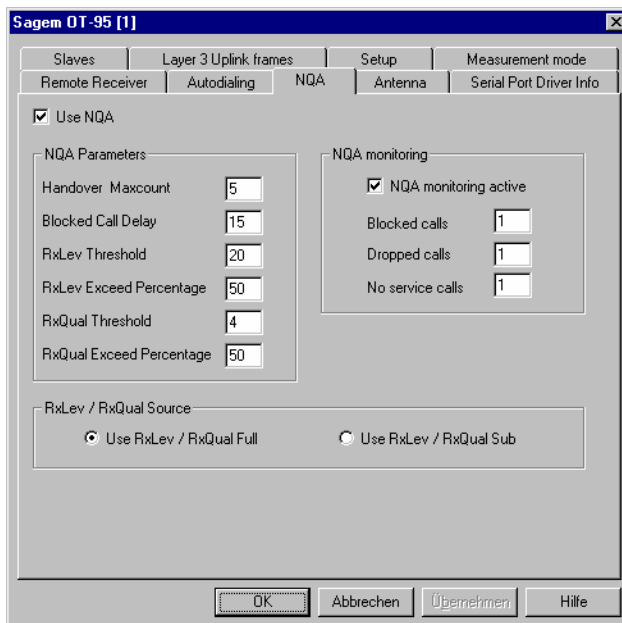 Sagem OT-95 [1]
Slaves
Layer 3 Uplink frames
Setup
Measurement mode
Remote Receiver
Autodialing
NQA
Antenna
Serial Port Driver Info
Use NQA
NQA Parameters
Handover Maxcount 5
Blocked Call Delay 15
RxLev Threshold 20
RxLev Exceed Percentage 50
RxQual Threshold 4
RxQual Exceed Percentage 50
NQA monitoring
NQA monitoring active
Blocked calls 1
Dropped calls 1
No service calls 1
RxLev / RxQual Source
Use RxLev / RxQual Full
Use RxLev / RxQual Sub
OK
Abbrechen
Übernehmen
Hilfe